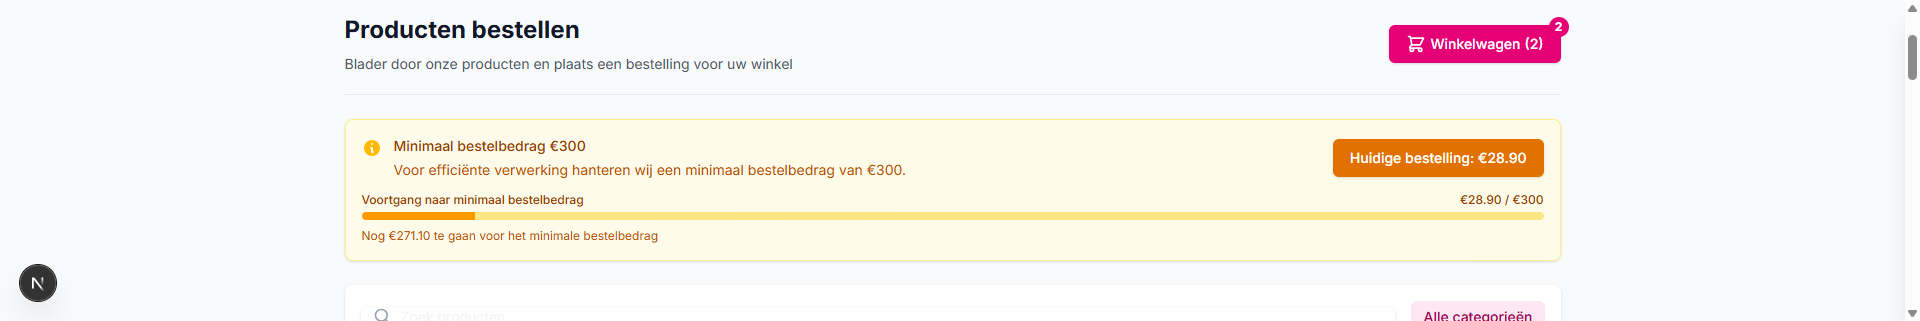 Producten bestellen
2
Winkelwagen (2)
Blader door onze producten en plaats een bestelling voor uw winkel
Minimaal bestelbedrag €300
Voor efficiënte verwerking hanteren wij een minimaal bestelbedrag van €300.
Huidige bestelling: €28.90
Voortgang naar minimaal bestelbedrag
€28.90 / €300
Nog €271.10 te gaan voor het minimale bestelbedrag
N
Zoek producten...
Alle categorieën